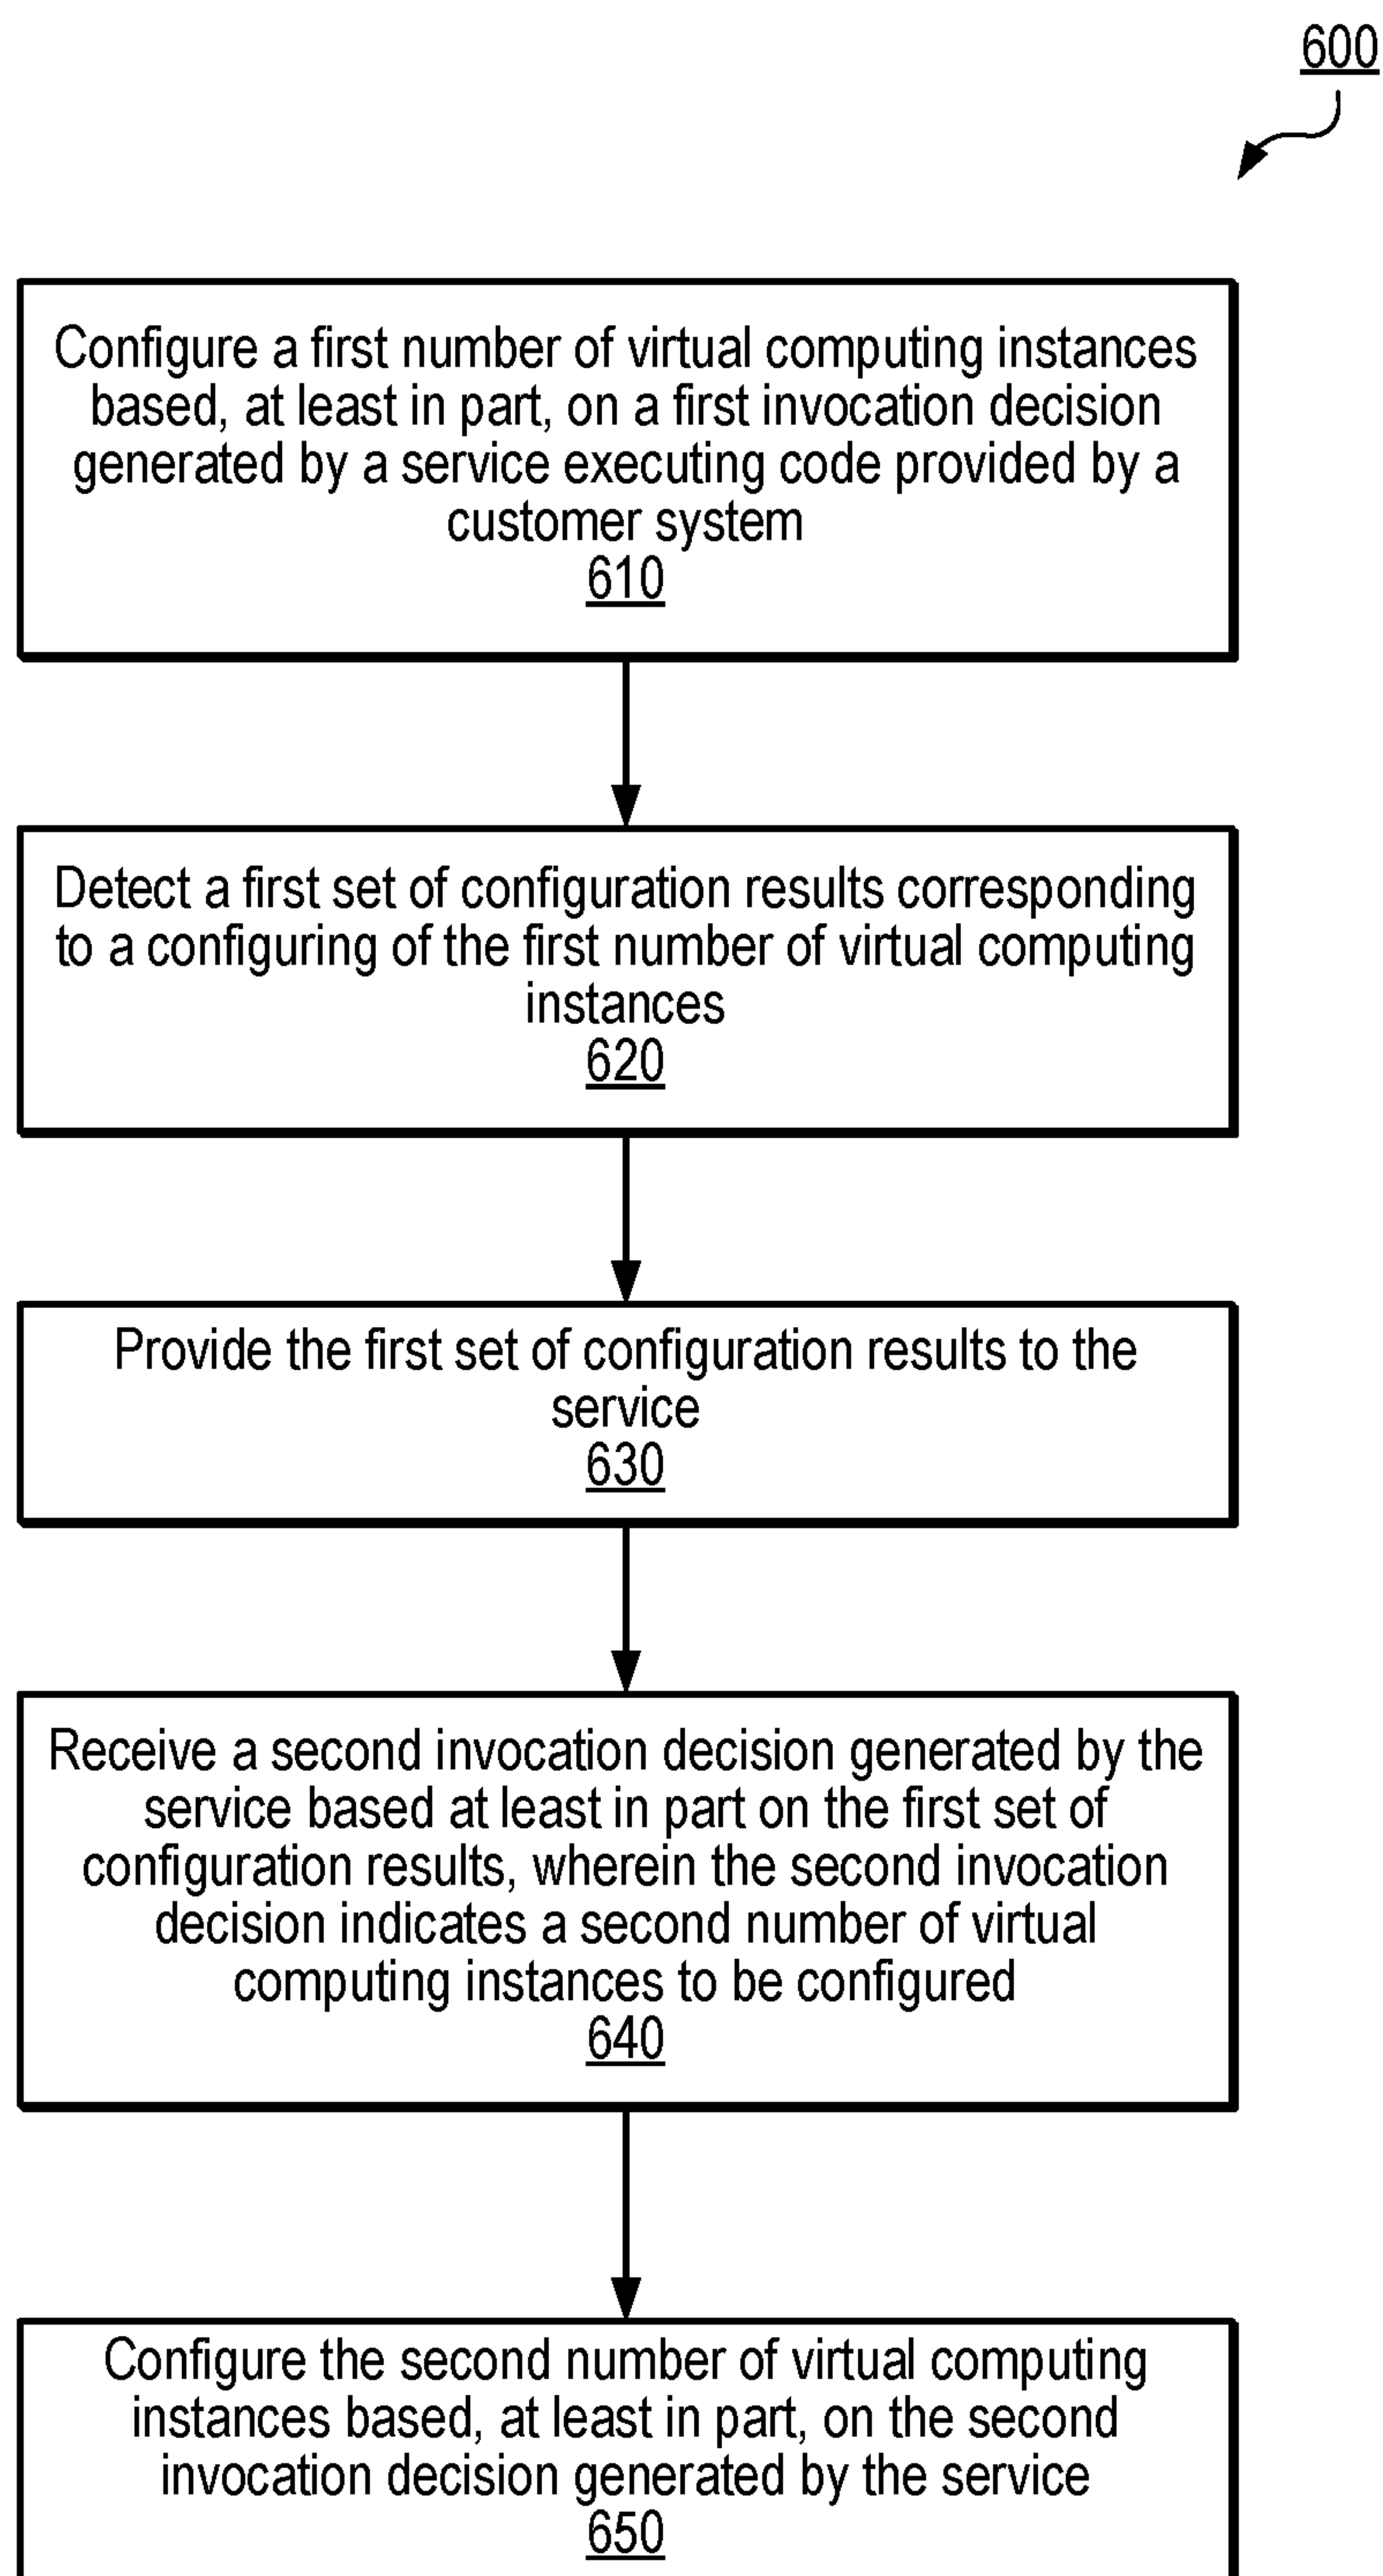 600
Configure a first number of virtual computing instances
based, at least in part, on a first invocation decision
generated by a service executing code provided by a
customer system
610
Detect a first set of configuration results corresponding
to a configuring of the first number of virtual computing
instances
620
Provide the first set of configuration results to the
service
630
Receive a second invocation decision generated by the
service based at least in part on the first set of
configuration results, wherein the second invocation
decision indicates a second number of virtual
computing instances to be configured
640
Configure the second number of virtual computing
instances based, at least in part, on the second
invocation decision generated by the service
650